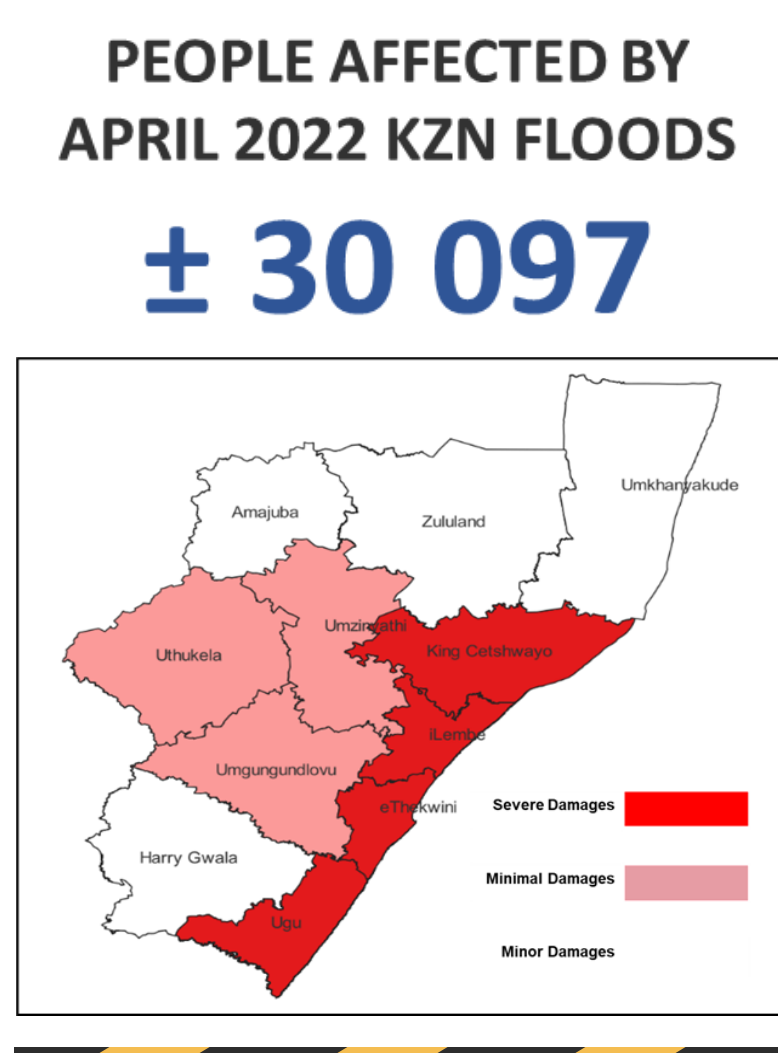 PEOPLE AFFECTED BY
APRIL 2022 KZN FLOODS
± 30 097
Umkhanyakude
Amajuba
Zululand
Umzinyathi
Uthukela
King Cetshwayo
iLembe
Umgungundlovu
eThekwini
Severe Damages
Harry Gwala
Minimal Damages
Ugu
Minor Damages